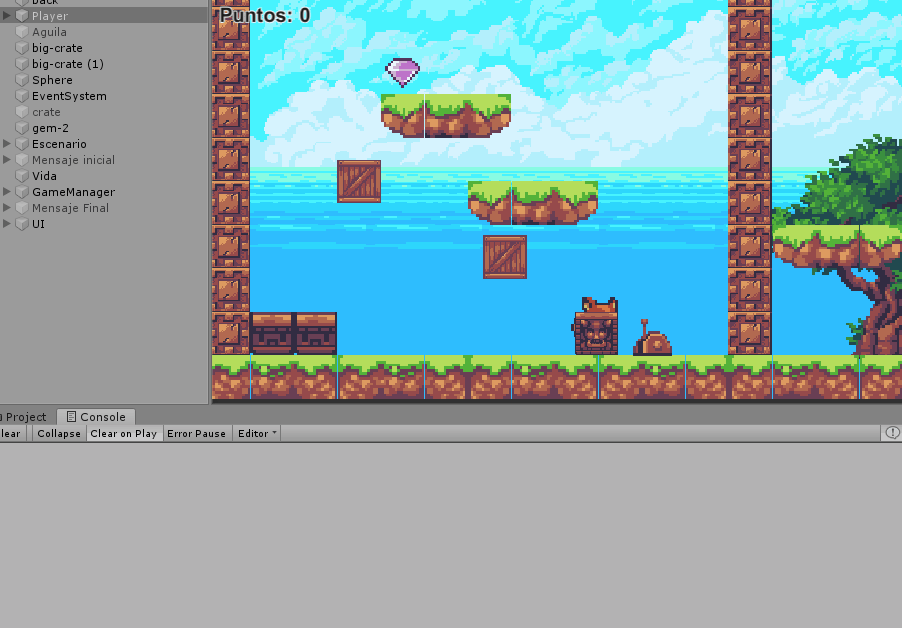 back
Player
Aguila
big-crate
big-crate (1)
Sphere
EventSystem
crate
gem-2
Escenario
Mensaje inicial
Vida
GameManager
Mensaje Final
UI
Puntos: 0
Project
Console
lear
Collapse
Clear on Play
Error Pause
Editor